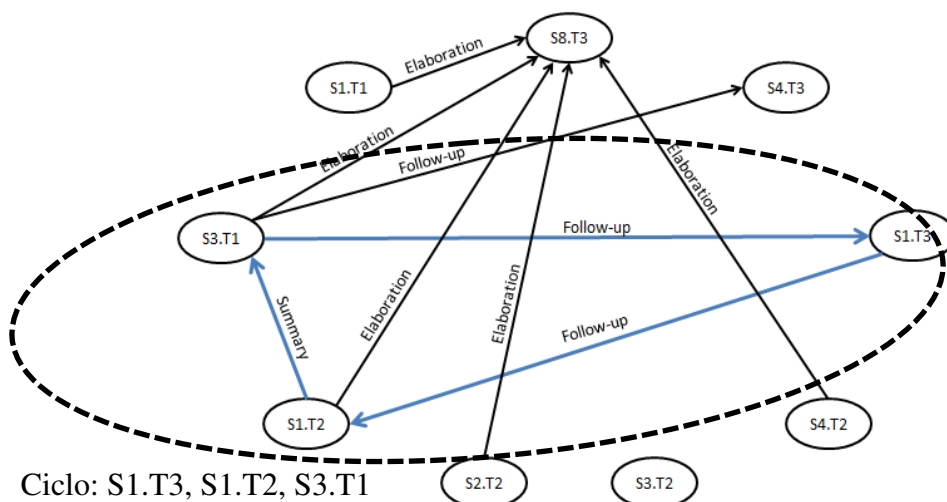 S8.T3
Elaboration
S1.T1
S4.T3
Elaboration
Follow-up
Elaboration
S3.T1
Follow-up
S1.T3
Summary
Elaboration
Elaboration
Follow-up
S1.T2
S4.T2
Ciclo: S1.T3, S1.T2, S3.T1
S2.T2
S3.T2